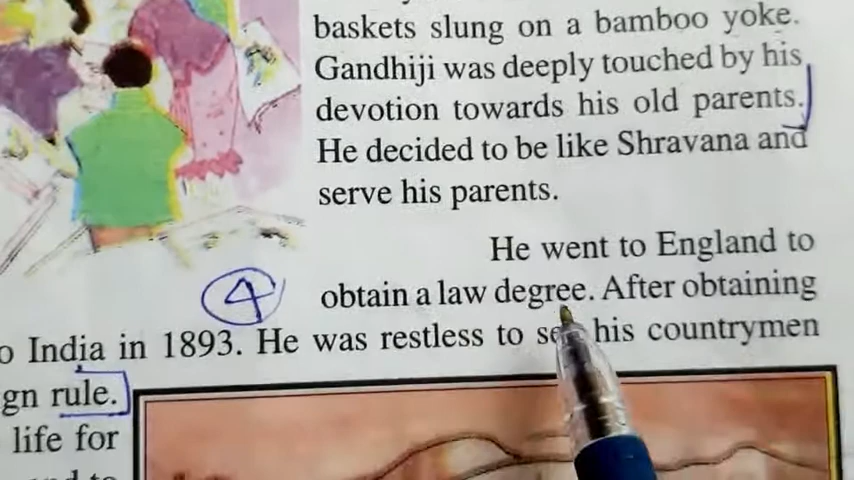 baskets slung on a bamboo yoke.
Gandhiji was deeply touched by his
devotion towards his old parents.
He decided to be like Shravana and
serve his parents.
He went to England to
4 obtain a law degree. After obtaining
o India in 1893. He was restless to see his countrymen
gn rule.
life for